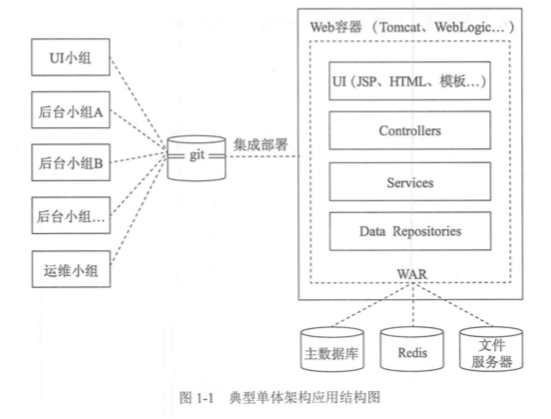 UI小组
后台小组A
后台小组B
后台小组…
运维小组
git
集成部署
Web容器（Tomcat、WebLogic…）
UI（JSP、HTML、模板…）
Controllers
Services
Data Repositories
WAR
主数据库
Redis
文件
服务器
图 1-1 典型单体架构应用结构图